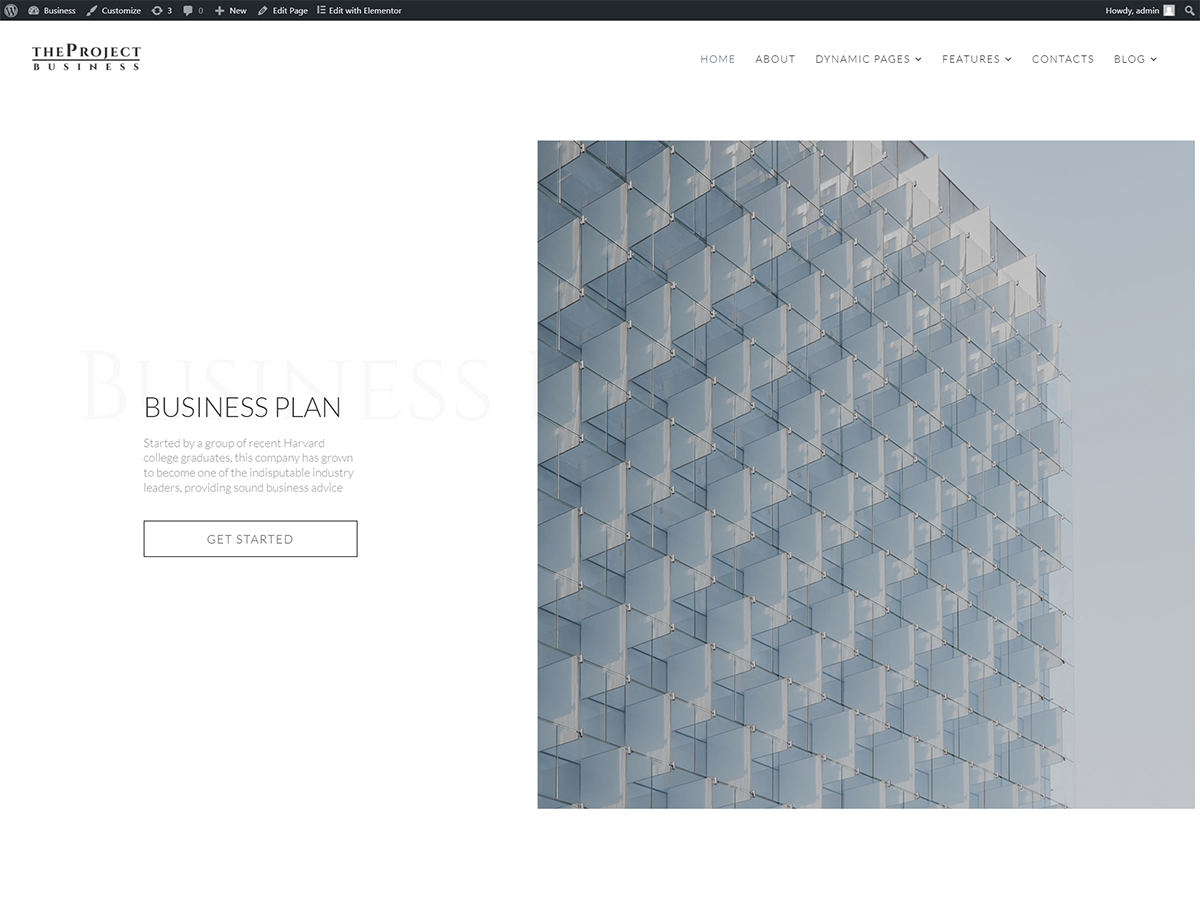 Business Customize 3 0 New Edit Page Edit with Elementor Howdy, admin
THEPROJECT
BUSINESS
HOME ABOUT DYNAMIC PAGES FEATURES CONTACTS BLOG
BUSINESS
BUSINESS PLAN
Started by a group of recent Harvard
college graduates, this company has grown
to become one of the indisputable industry
leaders, providing sound business advice
GET STARTED